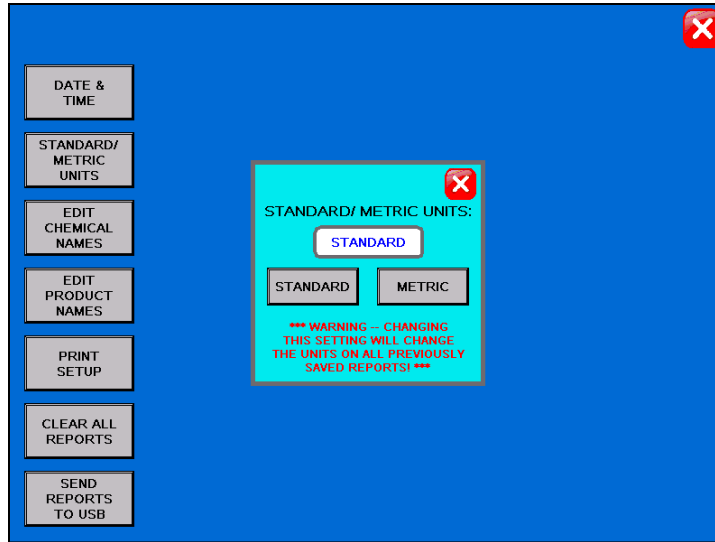 DATE &
TIME
STANDARD/
METRIC
UNITS
EDIT
CHEMICAL
NAMES
EDIT
PRODUCT
NAMES
PRINT
SETUP
CLEAR ALL
REPORTS
SEND
REPORTS
TO USB
STANDARD/ METRIC UNITS:
STANDARD
STANDARD
METRIC
*** WARNING -- CHANGING
THIS SETTING WILL CHANGE
THE UNITS ON ALL PREVIOUSLY
SAVED REPORTS! ***